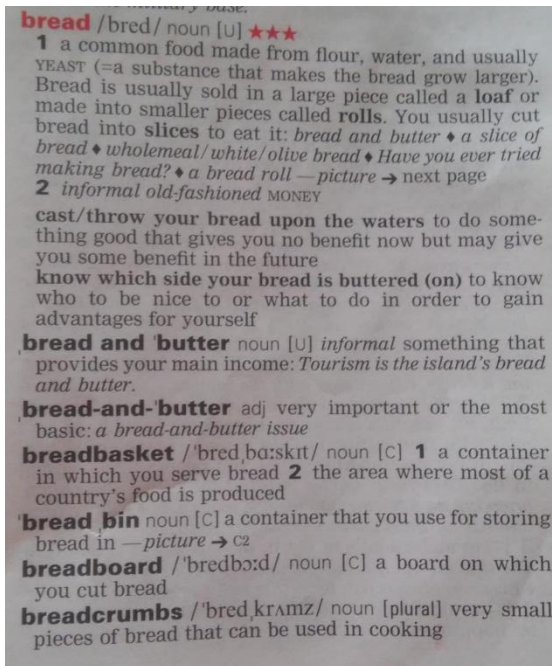 bread /bred/ noun [U] ★★★
1 a common food made from flour, water, and usually
YEAST (=a substance that makes the bread grow larger).
Bread is usually sold in a large piece called a loaf or
made into smaller pieces called rolls. You usually cut
bread into slices to eat it: bread and butter ♦ a slice of
bread ♦ wholemeal/white/olive bread ♦ Have you ever tried
making bread? ♦ a bread roll —picture → next page
2 informal old-fashioned MONEY
cast/throw your bread upon the waters to do some-
thing good that gives you no benefit now but may give
you some benefit in the future
know which side your bread is buttered (on) to know
who to be nice to or what to do in order to gain
advantages for yourself
ˌbread and ˈbutter noun [U] informal something that
provides your main income: Tourism is the island's bread
and butter.
ˌbread-and-ˈbutter adj very important or the most
basic: a bread-and-butter issue
breadbasket /ˈbredˌbɑːskɪt/ noun [C] 1 a container
in which you serve bread 2 the area where most of a
country's food is produced
ˈbread ˌbin noun [C] a container that you use for storing
bread in —picture → C2
breadboard /ˈbredbɔːd/ noun [C] a board on which
you cut bread
breadcrumbs /ˈbredˌkrʌmz/ noun [plural] very small
pieces of bread that can be used in cooking